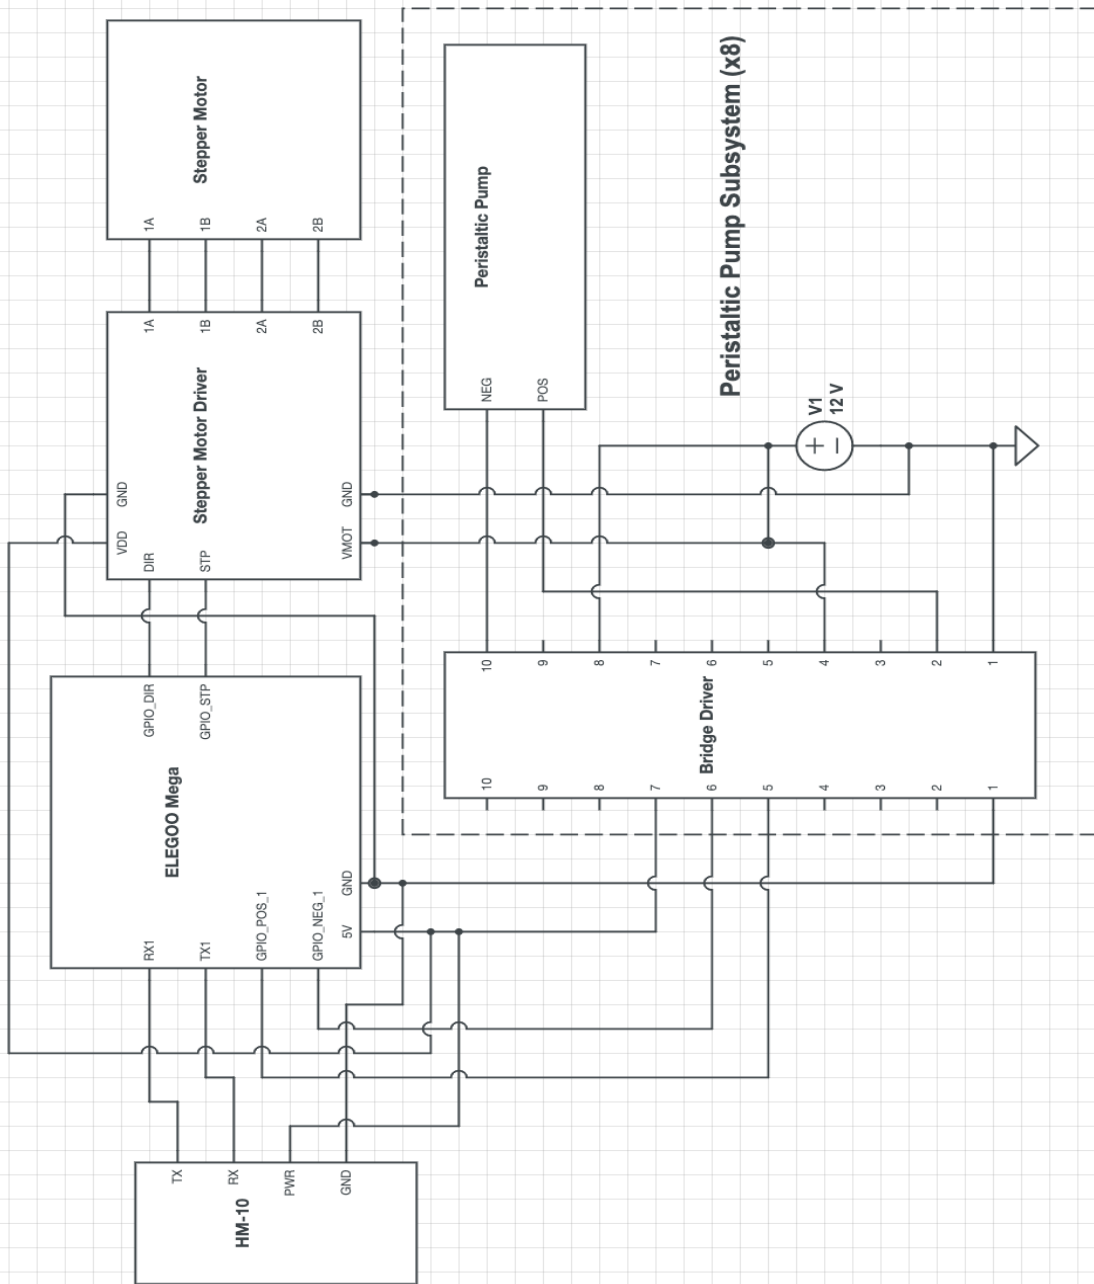 Stepper Motor
1A
1B
2A
2B
Stepper Motor Driver
1A
1B
2A
2B
GND
VDD
DIR
STP
GND
VMOT
ELEGOO Mega
GPIO_DIR
GPIO_STP
RX1
TX1
GPIO_POS_1
GPIO_NEG_1
5V
GND
HM-10
TX
RX
PWR
GND
Peristaltic Pump Subsystem (x8)
Peristaltic Pump
NEG
POS
V1
12 V
+
−
Bridge Driver
10
9
8
7
6
5
4
3
2
1
10
9
8
7
6
5
4
3
2
1